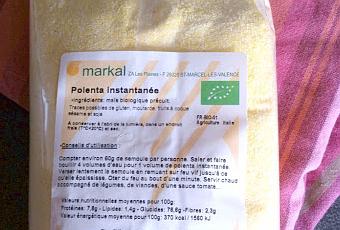 markal ZA Les Plaines - F 26320 ST-MARCEL-LES-VALENCE
Polenta instantanée
•Ingrédients: maïs biologique précuit.
Traces possibles de gluten, moutarde, fruits à coque
sésame et soja
A conserver à l'abri de la lumière, dans un endroit
frais (T°C<20°C) et sec.
FR-BIO-01
Agriculture Italie
-Conseils d'utilisation :
Compter environ 60g de semoule par personne. Saler et faire
bouillir 4 volumes d'eau pour 1 volume de polenta instantanée.
Verser lentement la semoule en remuant sur feu vif jusqu'à ce
qu'elle épaississe. Oter du feu au bout d'une minute. Servir chaud
accompagné de légumes, de viandes, d'une sauce tomate...
Valeurs nutritionnelles moyennes pour 100g:
Protéines: 7,8g - Lipides: 1,4g - Glucides: 76,6g -Fibres: 2,3g
Valeur énergétique moyenne pour 100g: 370 kcal / 1560 kJ